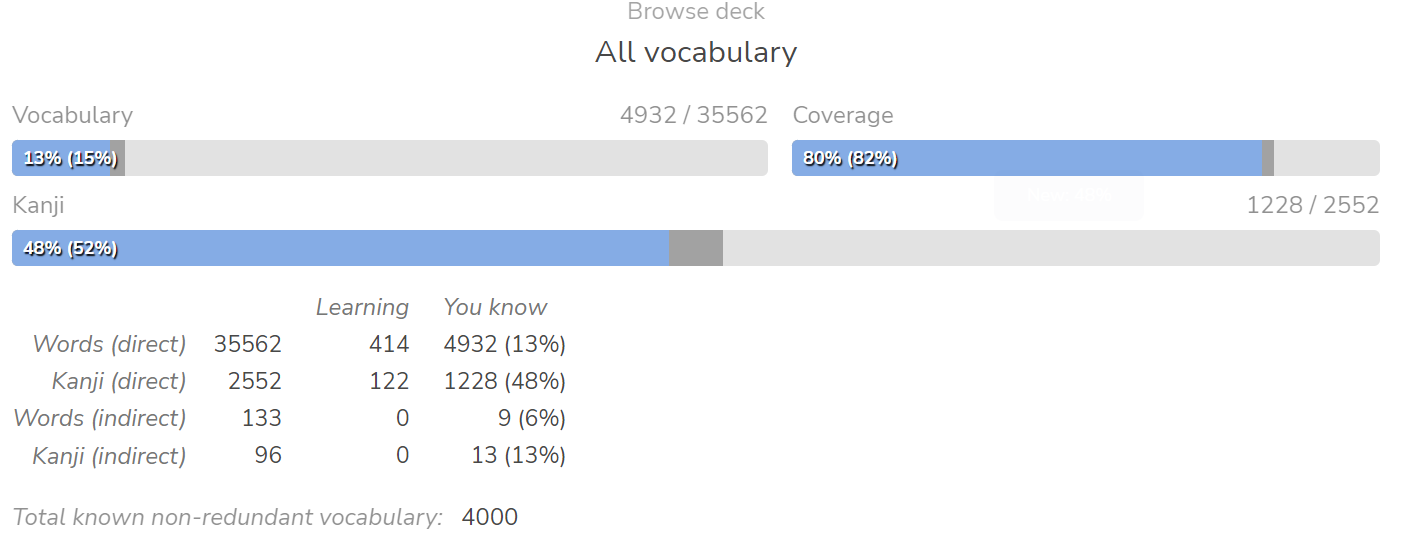 Browse deck
All vocabulary
Vocabulary 4932 / 35562 Coverage
13% (15%) 80% (82%)
Kanji 1228 / 2552
48% (52%)
Learning You know
Words (direct) 35562 414 4932 (13%)
Kanji (direct) 2552 122 1228 (48%)
Words (indirect) 133 0 9 (6%)
Kanji (indirect) 96 0 13 (13%)
Total known non-redundant vocabulary: 4000